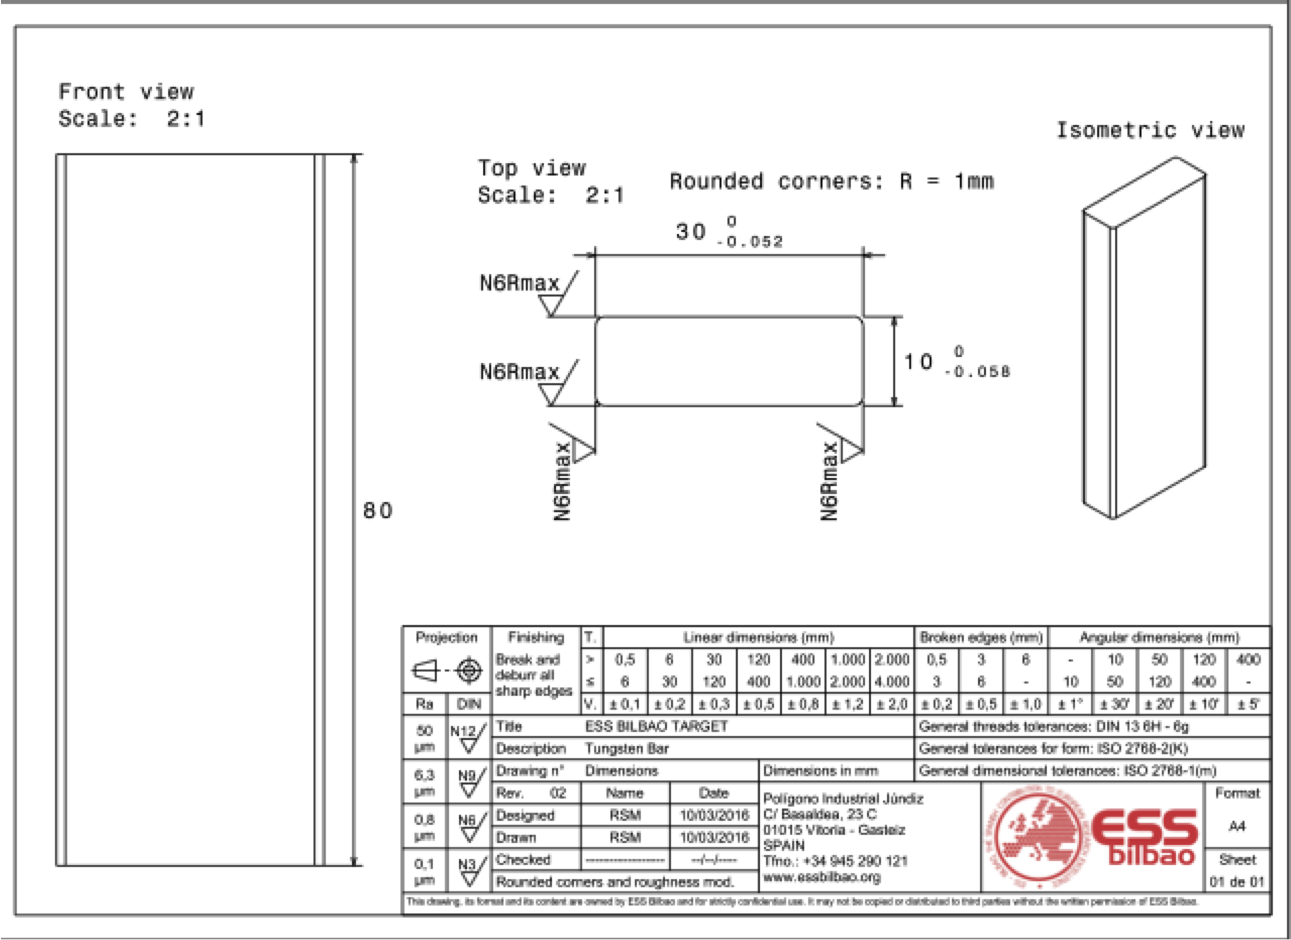 Front view
Scale: 2:1
Top view
Scale: 2:1
Rounded corners: R = 1mm
Isometric view
30 0 -0.052
N6Rmax
N6Rmax
10 0 -0.058
N6Rmax
N6Rmax
80
Projection Finishing T. Linear dimensions (mm) Broken edges (mm) Angular dimensions (mm)
Break and deburr all sharp edges
> 0,5 6 30 120 400 1.000 2.000 0,5 3 6 - 10 50 120 400
≤ 6 30 120 400 1.000 2.000 4.000 3 6 - 10 50 120 400 -
Ra DIN V. ± 0,1 ± 0,2 ± 0,3 ± 0,5 ± 0,8 ± 1,2 ± 2,0 ± 0,2 ± 0,5 ± 1,0 ± 1° ± 30' ± 20' ± 10' ± 5'
50 µm N12 Title ESS BILBAO TARGET General threads tolerances: DIN 13 6H - 6g
Description Tungsten Bar General tolerances for form: ISO 2768-2(K)
6,3 µm N9 Drawing n° Dimensions Dimensions in mm General dimensional tolerances: ISO 2768-1(m)
Rev. 02 Name Date
0,8 µm N6 Designed RSM 10/03/2016
Drawn RSM 10/03/2016
0,1 µm N3 Checked ------------------- --/--/----
Rounded corners and roughness mod.
Polígono Industrial Júndiz
C/ Basaldea, 23 C
01015 Vitoria - Gasteiz
SPAIN
Tfno.: +34 945 290 121
www.essbilbao.org
ESS
bilbao
Format
A4
Sheet
01 de 01
This drawing, its format and its content are owned by ESS Bilbao and for strictly confidential use. It may not be copied or distributed to third parties without the written permission of ESS Bilbao.